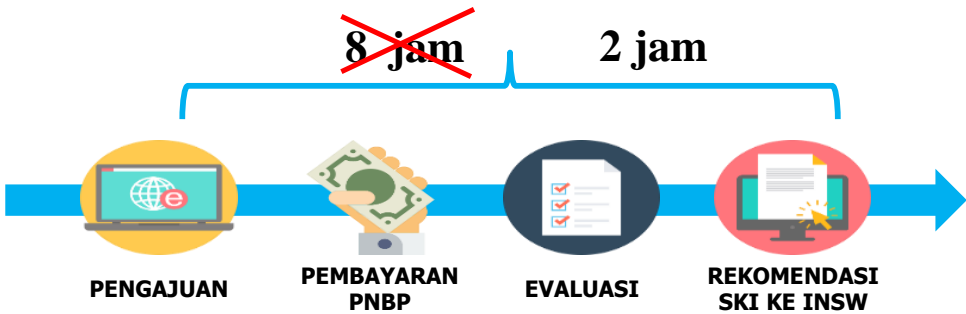 8 jam
2 jam
e
PENGAJUAN
PEMBAYARAN
PNBP
EVALUASI
REKOMENDASI
SKI KE INSW